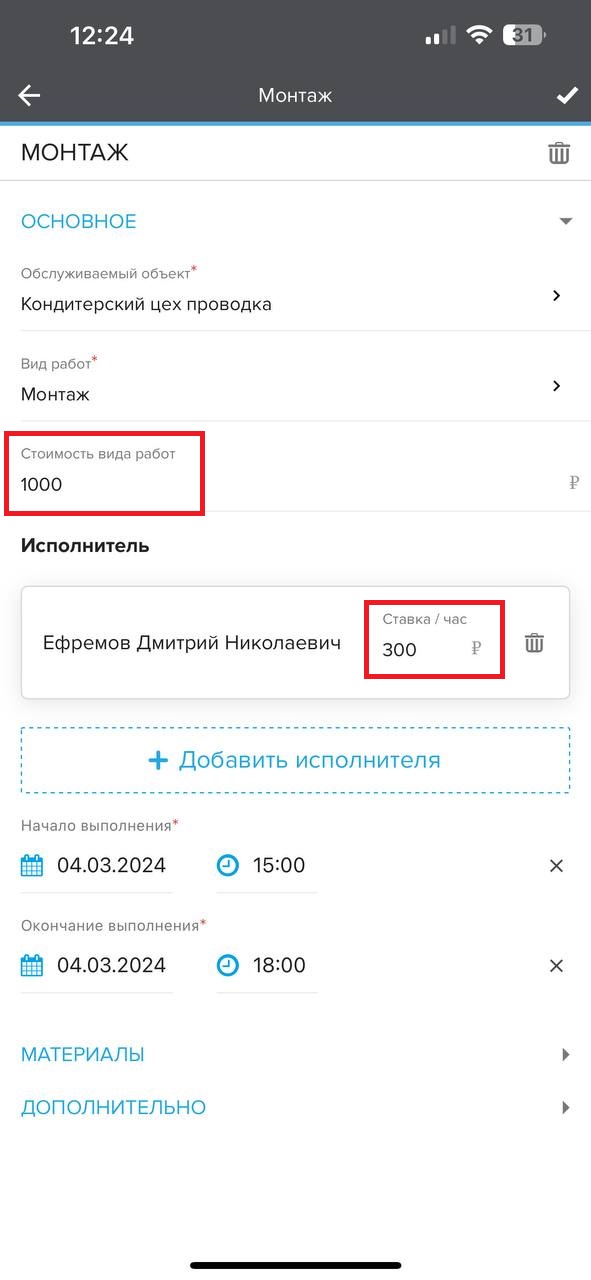 12:24
31
Монтаж
МОНТАЖ
ОСНОВНОЕ
Обслуживаемый объект*
Кондитерский цех проводка
Вид работ*
Монтаж
Стоимость вида работ
1000 ₽
Исполнитель
Ставка / час
Ефремов Дмитрий Николаевич 300 ₽
+ Добавить исполнителя
Начало выполнения*
04.03.2024 15:00
Окончание выполнения*
04.03.2024 18:00
МАТЕРИАЛЫ
ДОПОЛНИТЕЛЬНО